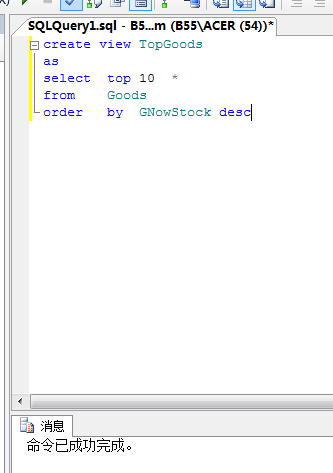 SQLQuery1.sql - B5...m (B55\ACER (54))*
create view TopGoods
as
select top 10 *
from Goods
order by GNowStock desc
消息
命令已成功完成。